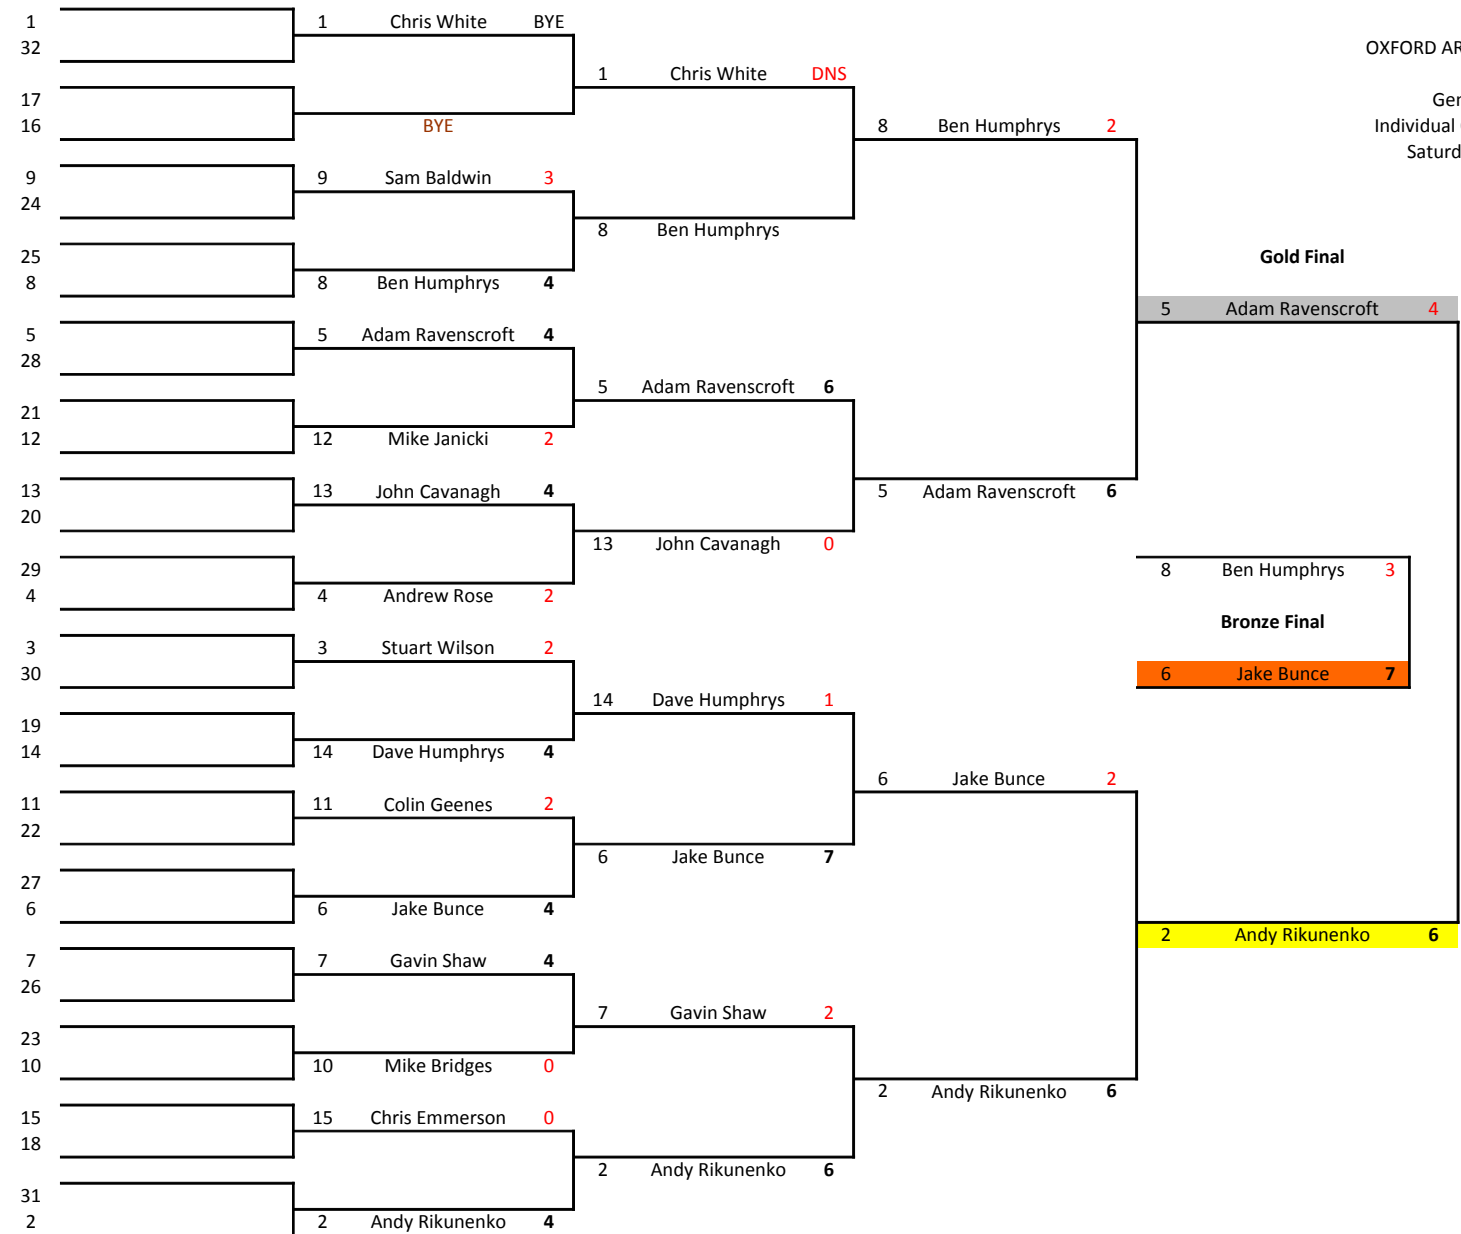 1 1 Chris White BYE
32 OXFORD AR
1 Chris White DNS
17 Ger
16 BYE 8 Ben Humphrys 2 Individual
Saturd
9 9 Sam Baldwin 3
24
8 Ben Humphrys
25 Gold Final
8 8 Ben Humphrys 4
5 Adam Ravenscroft 4
5 5 Adam Ravenscroft 4
28
5 Adam Ravenscroft 6
21
12 12 Mike Janicki 2
13 13 John Cavanagh 4 5 Adam Ravenscroft 6
20
13 John Cavanagh 0
29 8 Ben Humphrys 3
4 4 Andrew Rose 2
Bronze Final
3 3 Stuart Wilson 2
30 6 Jake Bunce 7
14 Dave Humphrys 1
19
14 14 Dave Humphrys 4
6 Jake Bunce 2
11 11 Colin Geenes 2
22
6 Jake Bunce 7
27
6 6 Jake Bunce 4
2 Andy Rikunenko 6
7 7 Gavin Shaw 4
26
7 Gavin Shaw 2
23
10 10 Mike Bridges 0
2 Andy Rikunenko 6
15 15 Chris Emmerson 0
18
2 Andy Rikunenko 6
31
2 2 Andy Rikunenko 4